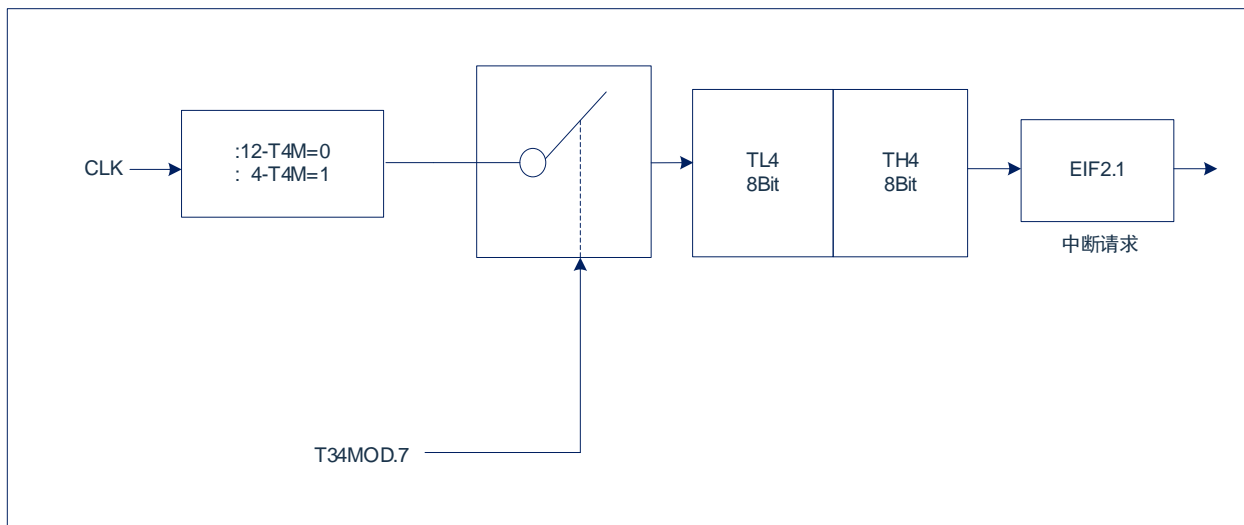 CLK
:12-T4M=0
: 4-T4M=1
TL4
8Bit
TH4
8Bit
EIF2.1
中断请求
T34MOD.7